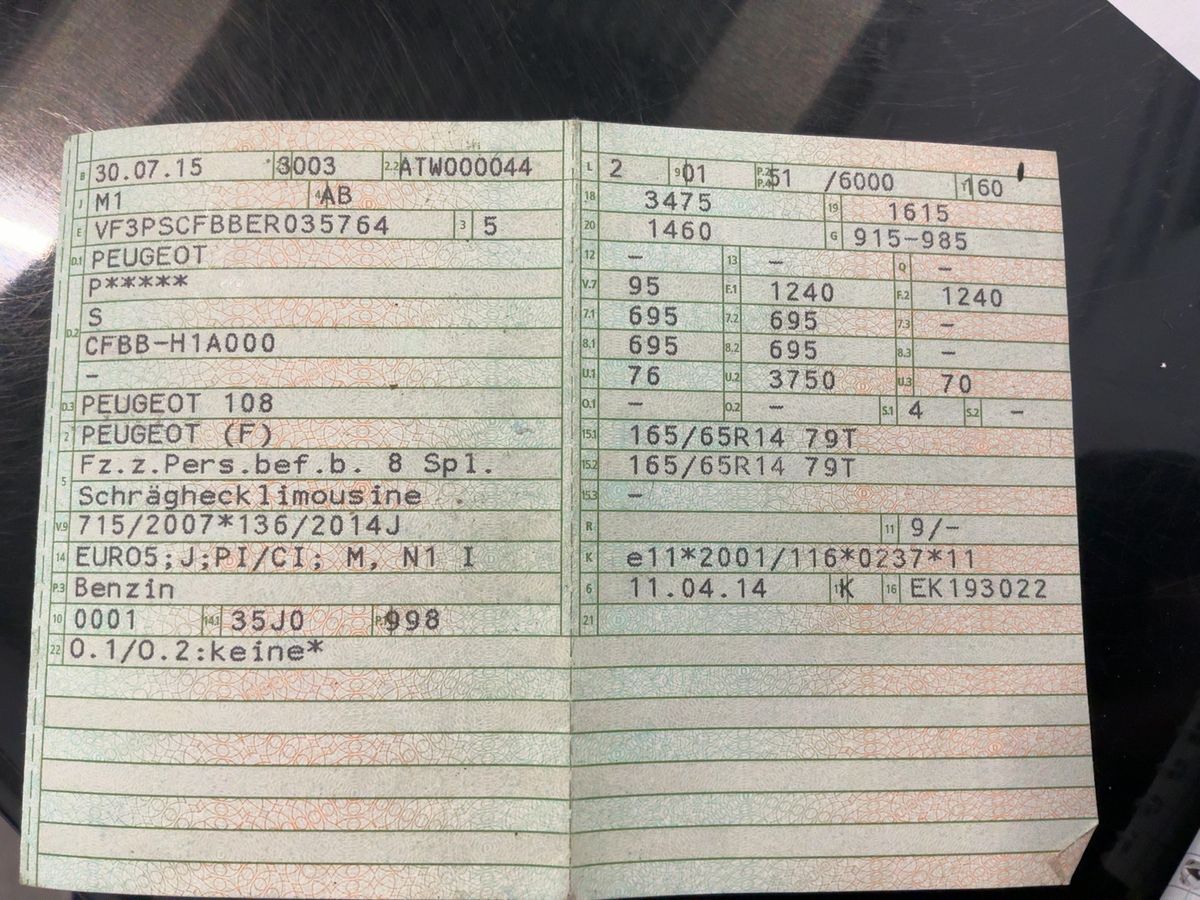 B 30.07.15 3003 2.2 ATW000044
J M1 4 AB
E VF3PSCFBBER035764 3 5
D.1 PEUGEOT
P*****
D.2 S
CFBB-H1A000
–
D.3 PEUGEOT 108
2 PEUGEOT (F)
Fz.z.Pers.bef.b. 8 Spl.
5 Schräghecklimousine
V.9 715/2007*136/2014J
14 EURO5;J;PI/CI; M, N1 I
P.3 Benzin
10 0001 14.1 35J0 P.1 998
22 O.1/O.2:keine*
L 2 9 01 P.2 P.4 51 /6000 T 160
18 3475 19 1615
20 1460 G 915-985
12 – 13 – Q –
V.7 95 F.1 1240 F.2 1240
7.1 695 7.2 695 7.3 –
8.1 695 8.2 695 8.3 –
U.1 76 U.2 3750 U.3 70
O.1 – O.2 – S.1 4 S.2 –
15.1 165/65R14 79T
15.2 165/65R14 79T
15.3 –
R 11 9/-
K e11*2001/116*0237*11
6 11.04.14 17 K 16 EK193022
21